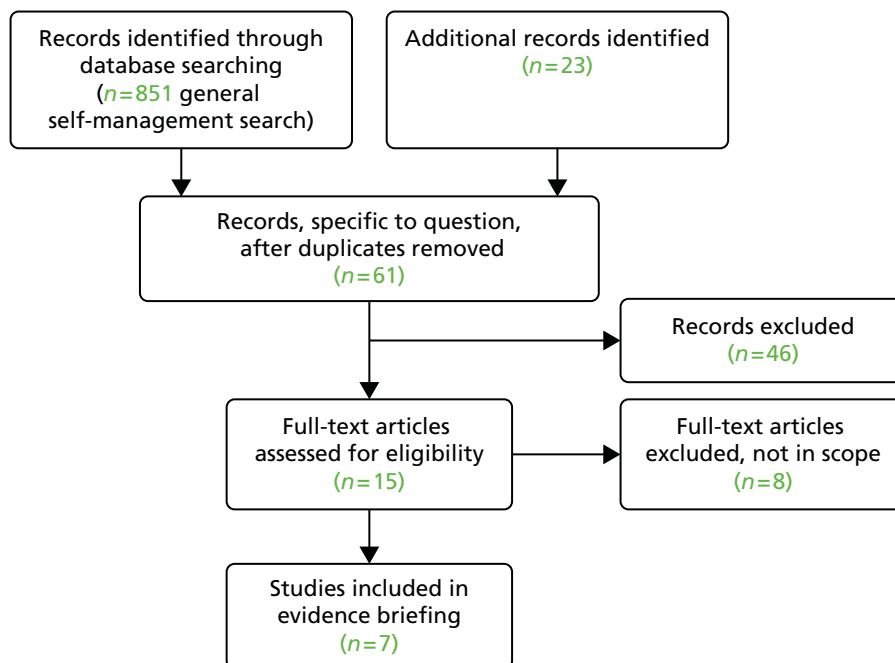 Records identified through
database searching
(n=851 general
self-management search)
Additional records identified
(n=23)
Records, specific to question,
after duplicates removed
(n=61)
Records excluded
(n=46)
Full-text articles
assessed for eligibility
(n=15)
Full-text articles
excluded, not in scope
(n=8)
Studies included in
evidence briefing
(n=7)